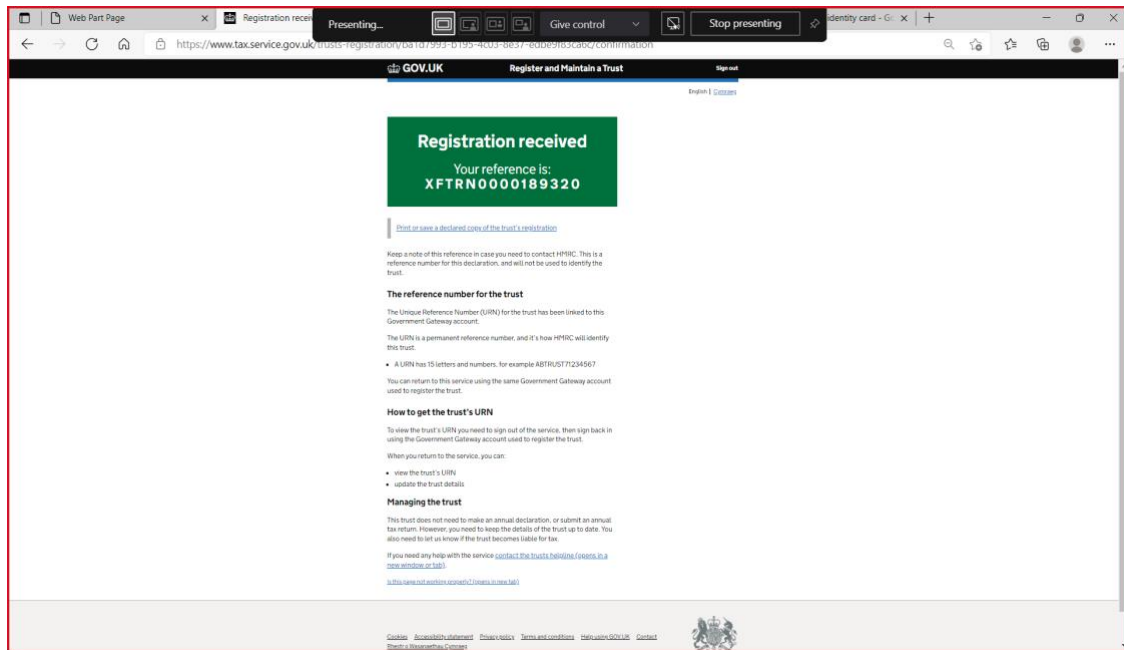 Web Part Page
Registration recei
Presenting...
Give control
Stop presenting
identity card - Gc
https://www.tax.service.gov.uk/trusts-registration/ba1d7993-b195-4c03-8e37-edbe9f83cabc/confirmation
GOV.UK
Register and Maintain a Trust
Sign out
English | Cymraeg
Registration received
Your reference is:
XFTRN0000189320
Print or save a declared copy of the trust's registration
Keep a note of this reference in case you need to contact HMRC. This is a
reference number for this declaration, and will not be used to identify the
trust.
The reference number for the trust
The Unique Reference Number (URN) for the trust has been linked to this
Government Gateway account.
The URN is a permanent reference number, and it's how HMRC will identify
this trust.
• A URN has 15 letters and numbers, for example ABTRUST71234567
You can return to this service using the same Government Gateway account
used to register the trust.
How to get the trust's URN
To view the trust's URN you need to sign out of the service, then sign back in
using the Government Gateway account used to register the trust.
When you return to the service, you can:
• view the trust's URN
• update the trust details
Managing the trust
This trust does not need to make an annual declaration, or submit an annual
tax return. However, you need to keep the details of the trust up to date. You
also need to let us know if the trust becomes liable for tax.
If you need any help with the service contact the trusts helpline (opens in a
new window or tab).
Is this page not working properly? (opens in new tab)
Cookies Accessibility statement Privacy policy Terms and conditions Help using GOV.UK Contact
Rhestr o Wasanaethau Cymraeg